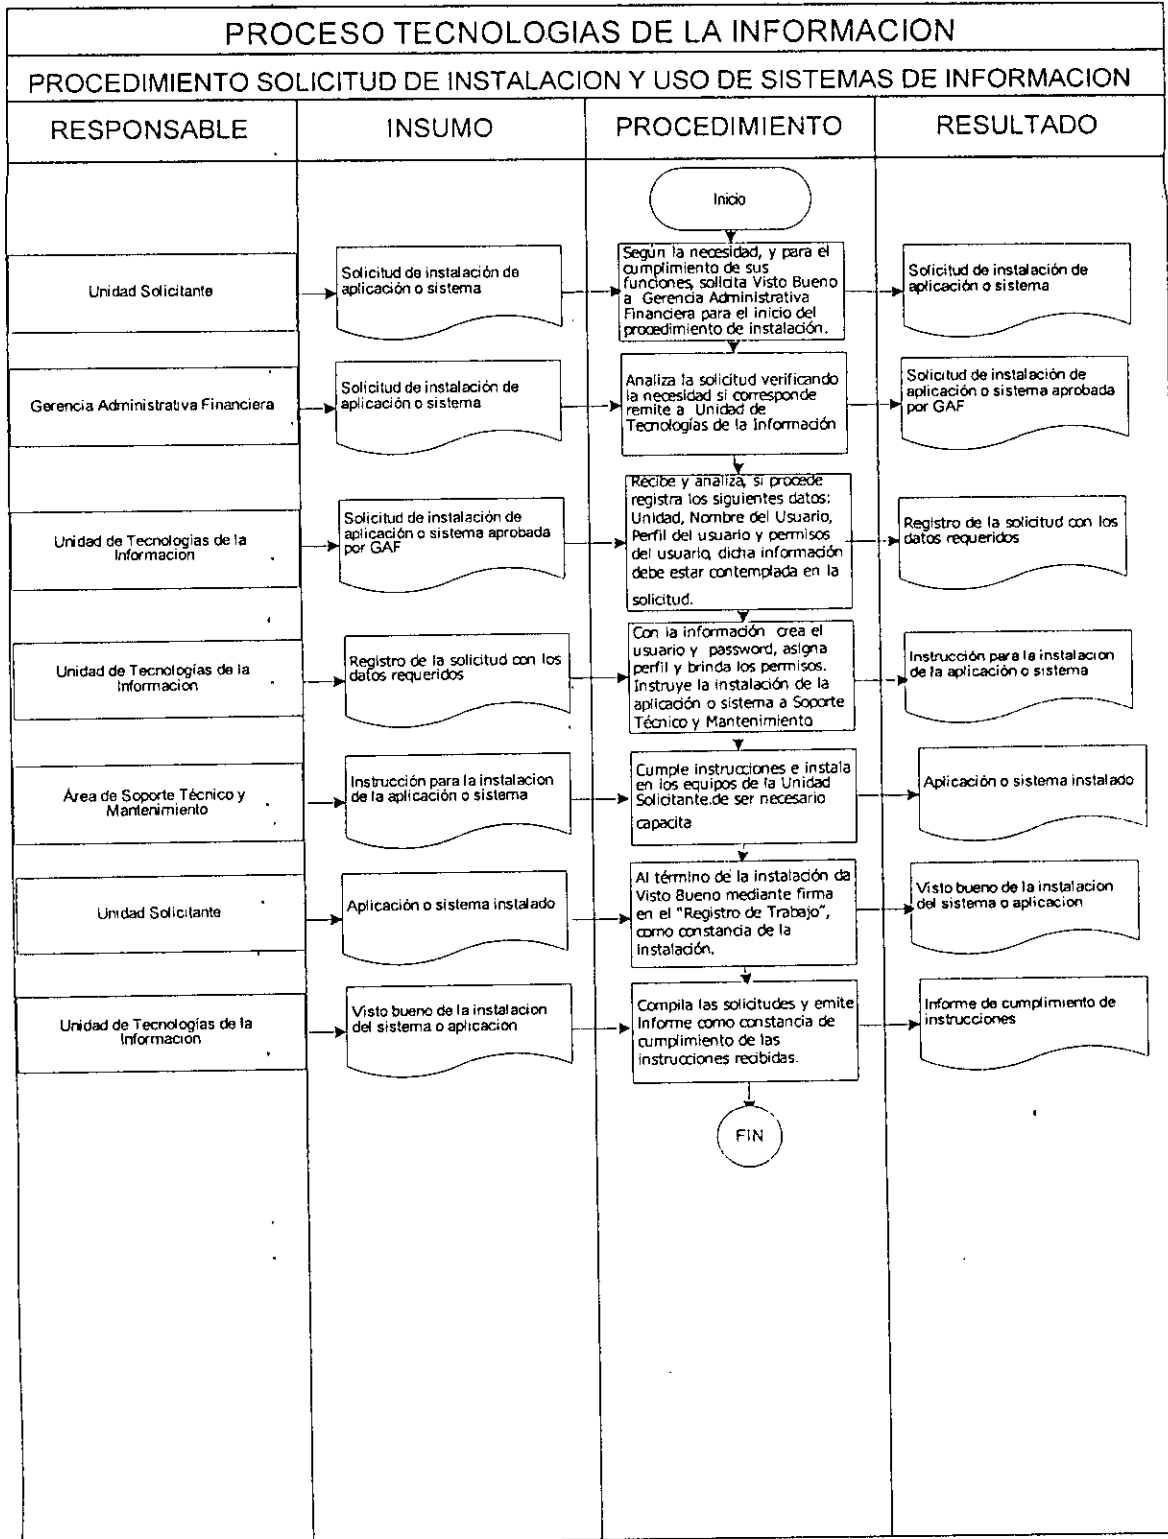 PROCESO TECNOLOGIAS DE LA INFORMACION
PROCEDIMIENTO SOLICITUD DE INSTALACION Y USO DE SISTEMAS DE INFORMACION
RESPONSABLE
INSUMO
PROCEDIMIENTO
RESULTADO
Inicio
Unidad Solicitante
Solicitud de instalación de
aplicación o sistema
Según la necesidad, y para el
cumplimiento de sus
funciones, solicita Visto Bueno
a Gerencia Administrativa
Financiera para el inicio del
procedimiento de instalación.
Solicitud de instalación de
aplicación o sistema
Gerencia Administrativa Financiera
Solicitud de instalación de
aplicación o sistema
Analiza la solicitud verificando
la necesidad si corresponde
remite a Unidad de
Tecnologías de la Información
Solicitud de instalación de
aplicación o sistema aprobada
por GAF
Unidad de Tecnologías de la
Información
Solicitud de instalación de
aplicación o sistema aprobada
por GAF
Recibe y analiza, si procede
registra los siguientes datos:
Unidad, Nombre del Usuario,
Perfil del usuario y permisos
del usuario, dicha información
debe estar contemplada en la
solicitud.
Registro de la solicitud con los
datos requeridos
Unidad de Tecnologías de la
Información
Registro de la solicitud con los
datos requeridos
Con la información crea el
usuario y password, asigna
perfil y brinda los permisos.
Instruye la instalación de la
aplicación o sistema a Soporte
Técnico y Mantenimiento
Instrucción para la instalacion
de la aplicación o sistema
Área de Soporte Técnico y
Mantenimiento
Instrucción para la instalacion
de la aplicación o sistema
Cumple instrucciones e instala
en los equipos de la Unidad
Solicitante.de ser necesario
capacita
Aplicación o sistema instalado
Unidad Solicitante
Aplicación o sistema instalado
Al término de la instalación da
Visto Bueno mediante firma
en el "Registro de Trabajo",
como constancia de la
instalación.
Visto bueno de la instalacion
del sistema o aplicacion
Unidad de Tecnologías de la
Información
Visto bueno de la instalacion
del sistema o aplicacion
Compila las solicitudes y emite
Informe como constancia de
cumplimiento de las
instrucciones recibidas.
Informe de cumplimiento de
instrucciones
FIN